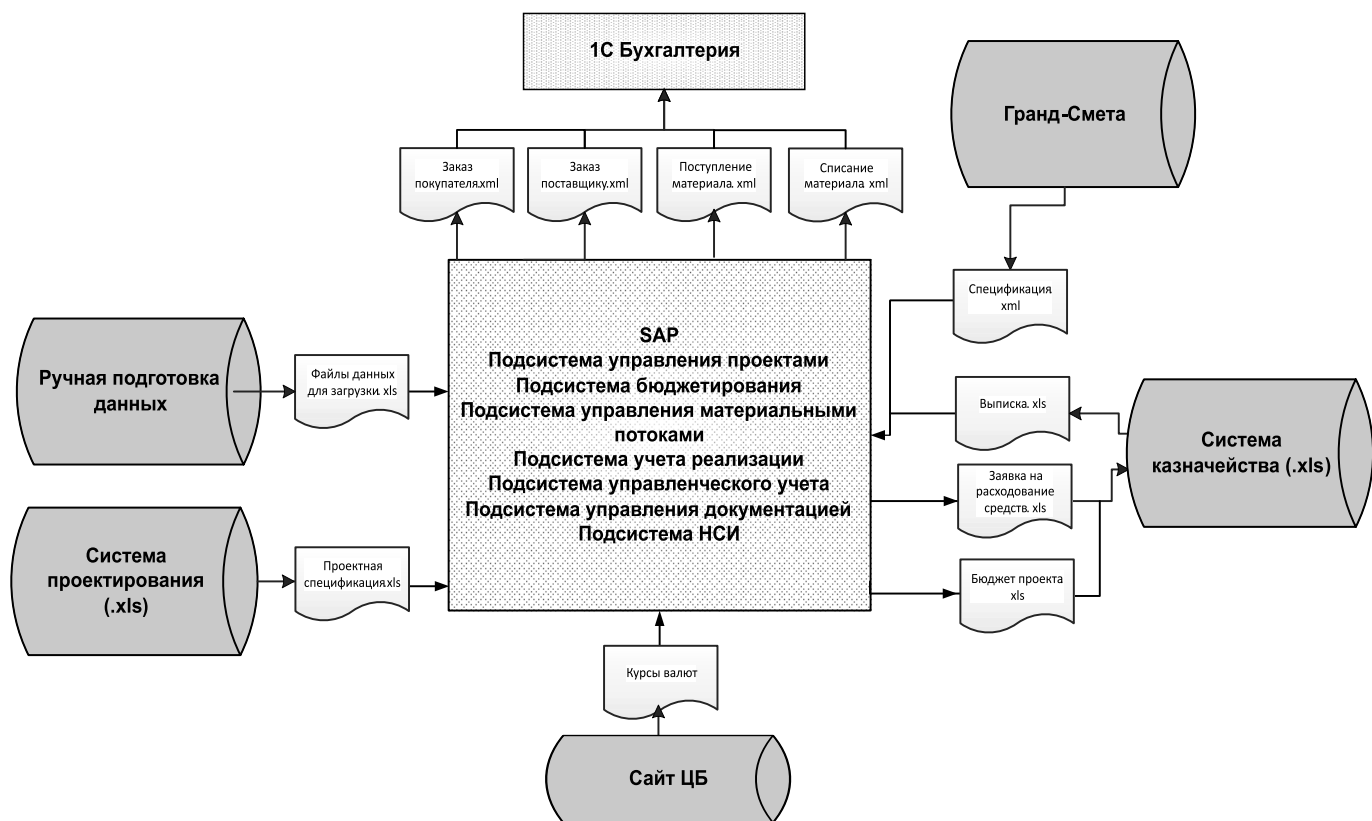 1С Бухгалтерия
Гранд-Смета
Заказ
покупателя.xml
Заказ
поставщику.xml
Поступление
материала. xml
Списание
материала. xml
Спецификация.
xml
SAP
Подсистема управления проектами
Подсистема бюджетирования
Подсистема управления материальными
потоками
Подсистема учета реализации
Подсистема управленческого учета
Подсистема управления документацией
Подсистема НСИ
Ручная подготовка
данных
Файлы данных
для загрузки. xls
Выписка. xls
Система
казначейства (.xls)
Заявка на
расходование
средств. xls
Система
проектирования
(.xls)
Проектная
спецификация.xls
Бюджет проекта
xls
Курсы валют
Сайт ЦБ